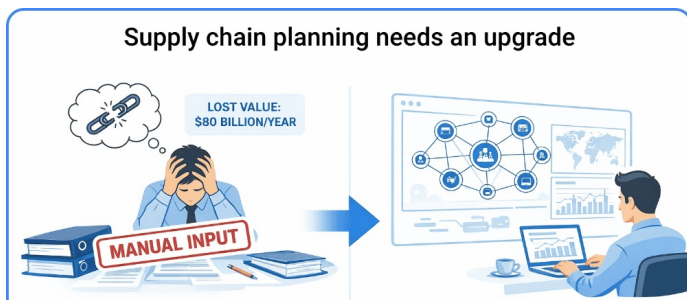 Supply chain planning needs an upgrade
LOST VALUE:
$80 BILLION/YEAR
MANUAL INPUT